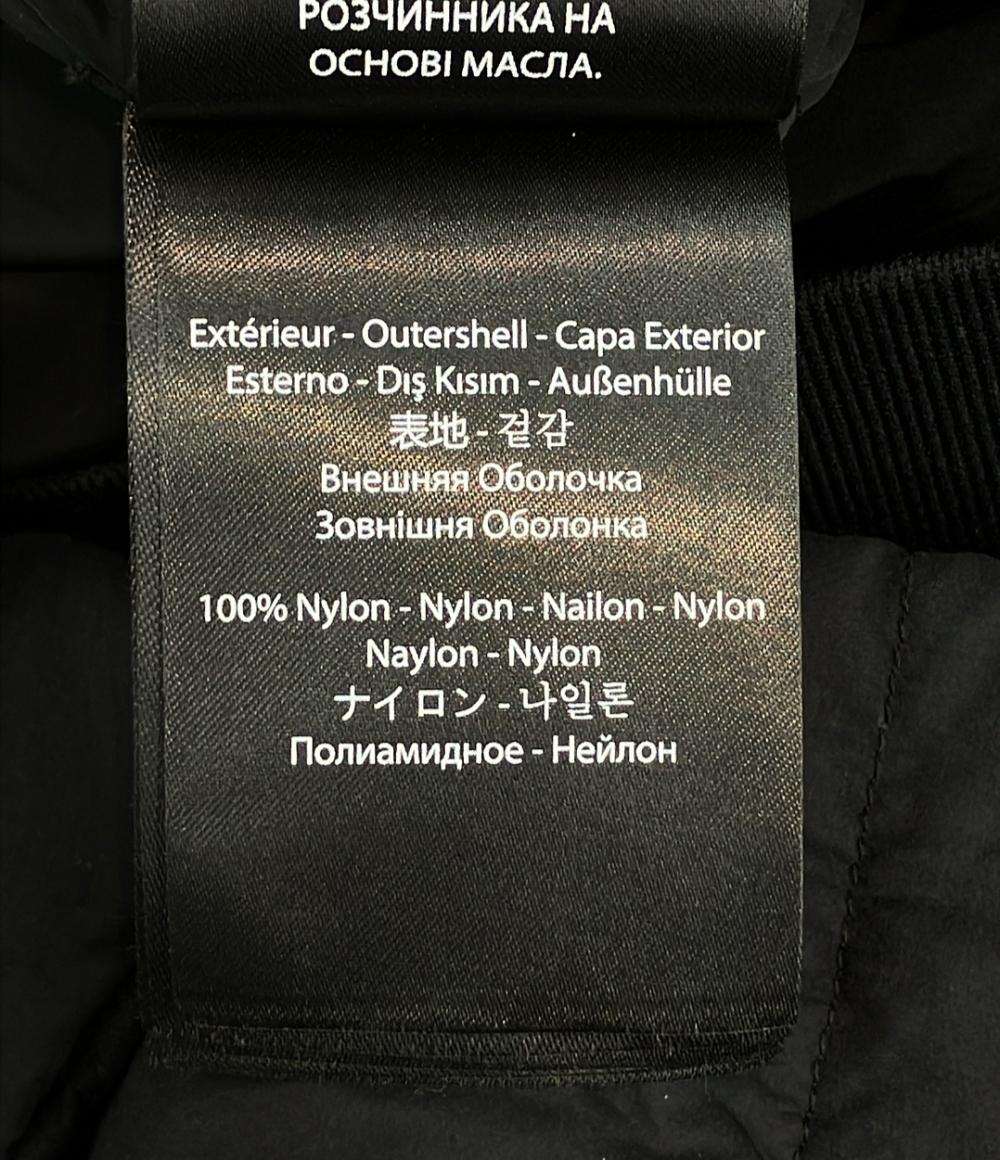 РОЗЧИННИКА НА
ОСНОВІ МАСЛА.
Extérieur - Outershell - Capa Exterior
Esterno - Dış Kısım - Außenhülle
表地 - 겉감
Внешняя Оболочка
Зовнішня Оболонка
100% Nylon - Nylon - Nailon - Nylon
Naylon - Nylon
ナイロン - 나일론
Полиамидное - Нейлон